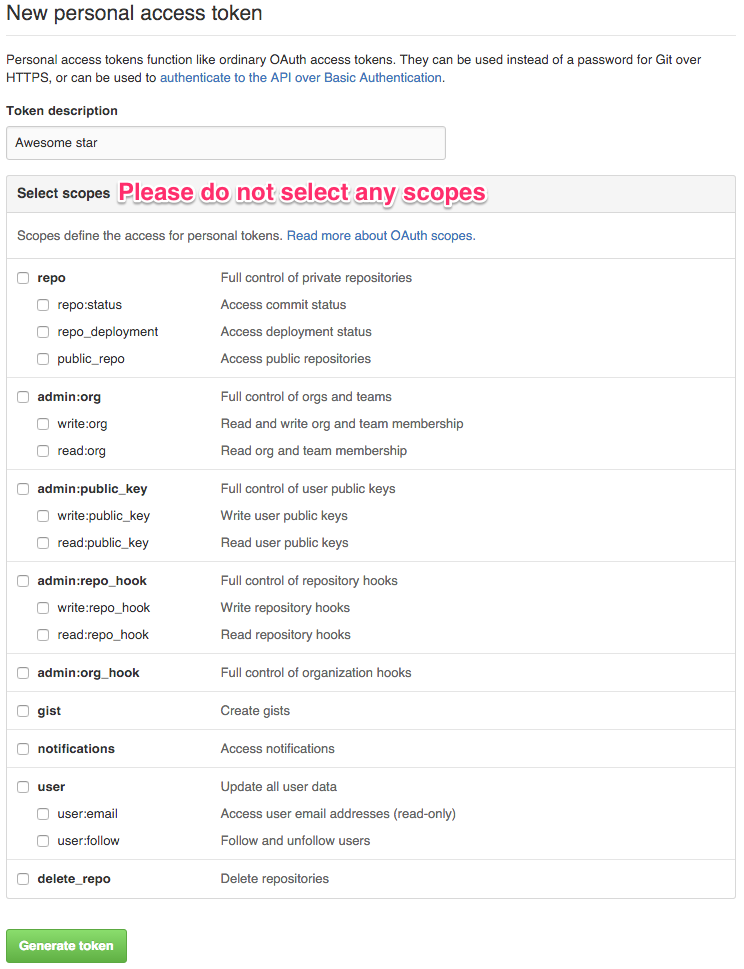 New personal access token
Personal access tokens function like ordinary OAuth access tokens. They can be used instead of a password for Git over
HTTPS, or can be used to authenticate to the API over Basic Authentication.
Token description
Awesome star
Select scopes Please do not select any scopes
Scopes define the access for personal tokens. Read more about OAuth scopes.
repo Full control of private repositories
repo:status Access commit status
repo_deployment Access deployment status
public_repo Access public repositories
admin:org Full control of orgs and teams
write:org Read and write org and team membership
read:org Read org and team membership
admin:public_key Full control of user public keys
write:public_key Write user public keys
read:public_key Read user public keys
admin:repo_hook Full control of repository hooks
write:repo_hook Write repository hooks
read:repo_hook Read repository hooks
admin:org_hook Full control of organization hooks
gist Create gists
notifications Access notifications
user Update all user data
user:email Access user email addresses (read-only)
user:follow Follow and unfollow users
delete_repo Delete repositories
Generate token